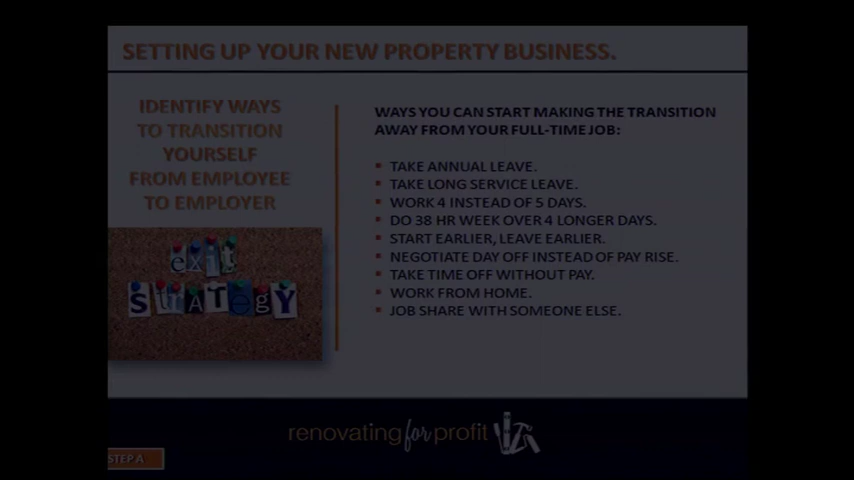 SETTING UP YOUR NEW PROPERTY BUSINESS.
IDENTIFY WAYS
TO TRANSITION
YOURSELF
FROM EMPLOYEE
TO EMPLOYER
exit
STRATEGY
WAYS YOU CAN START MAKING THE TRANSITION
AWAY FROM YOUR FULL-TIME JOB:
▪ TAKE ANNUAL LEAVE.
▪ TAKE LONG SERVICE LEAVE.
▪ WORK 4 INSTEAD OF 5 DAYS.
▪ DO 38 HR WEEK OVER 4 LONGER DAYS.
▪ START EARLIER, LEAVE EARLIER.
▪ NEGOTIATE DAY OFF INSTEAD OF PAY RISE.
▪ TAKE TIME OFF WITHOUT PAY.
▪ WORK FROM HOME.
▪ JOB SHARE WITH SOMEONE ELSE.
renovating for profit
STEP A